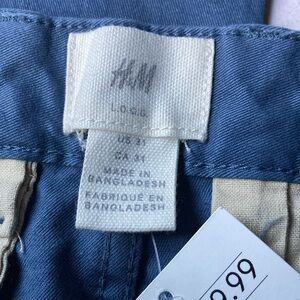 H&M
L.O.G.G.
US 31
CA 31
MADE IN
BANGLADESH
FABRIQUÉ EN
BANGLADESH
9.99